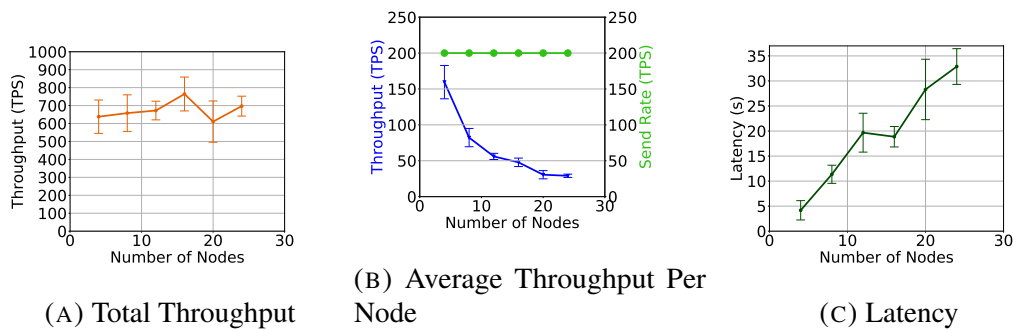 1000
900
800
700
600
500
400
300
200
100
0
Throughput (TPS)
0 10 20 30
Number of Nodes
(A) Total Throughput
250
200
150
100
50
0
Throughput (TPS)
250
200
150
100
50
0
Send Rate (TPS)
0 10 20 30
Number of Nodes
(B) Average Throughput Per
Node
35
30
25
20
15
10
5
0
Latency (s)
0 10 20 30
Number of Nodes
(C) Latency